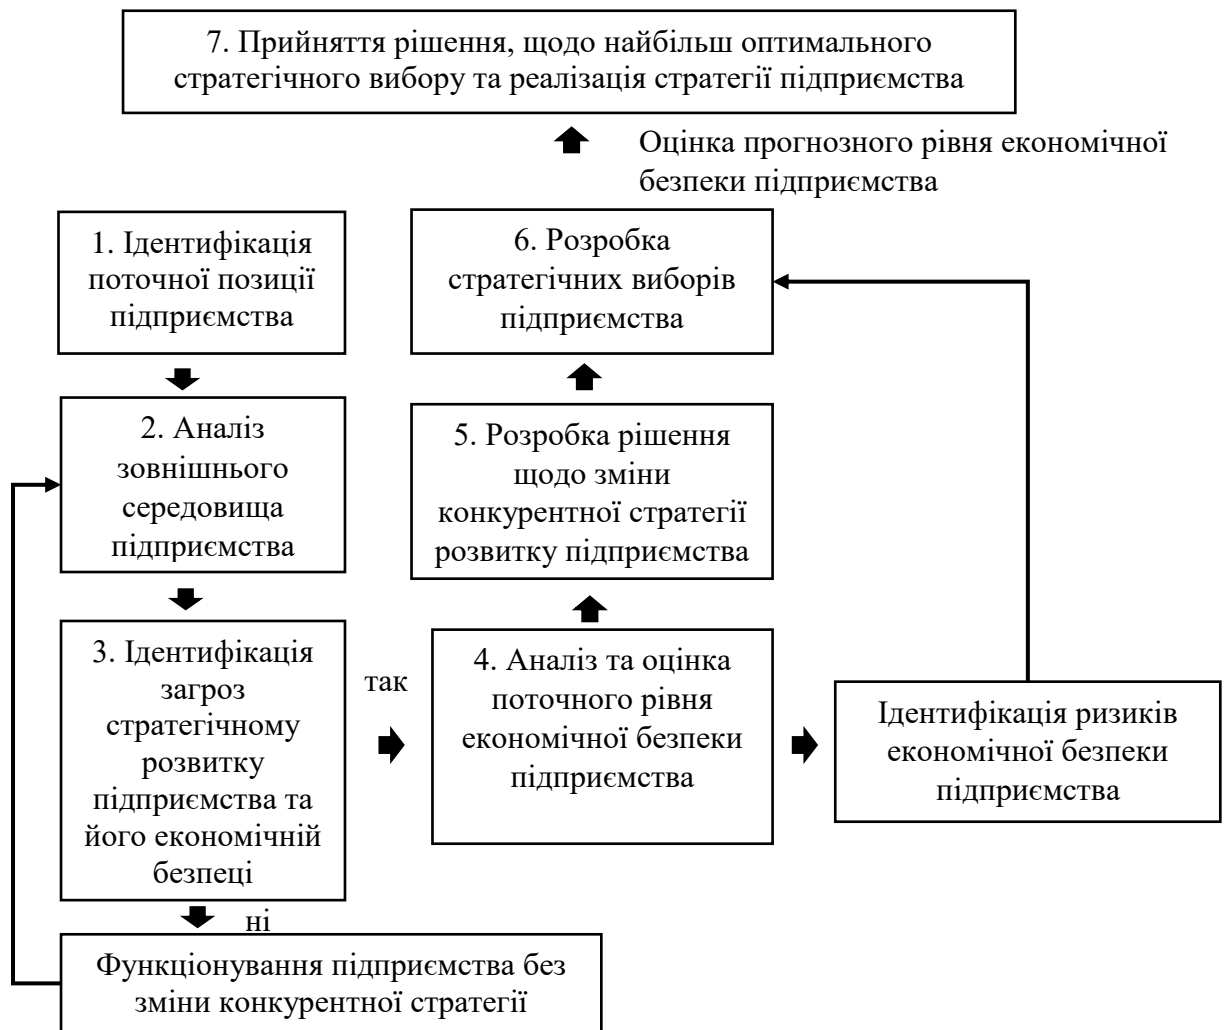 7. Прийняття рішення, щодо найбільш оптимального
стратегічного вибору та реалізація стратегії підприємства
Оцінка прогнозного рівня економічної
безпеки підприємства
1. Ідентифікація
поточної позиції
підприємства
6. Розробка
стратегічних виборів
підприємства
2. Аналіз
зовнішнього
середовища
підприємства
5. Розробка рішення
щодо зміни
конкурентної стратегії
розвитку підприємства
3. Ідентифікація
загроз
стратегічному
розвитку
підприємства та
його економічній
безпеці
так
4. Аналіз та оцінка
поточного рівня
економічної безпеки
підприємства
Ідентифікація ризиків
економічної безпеки
підприємства
ні
Функціонування підприємства без
зміни конкурентної стратегії